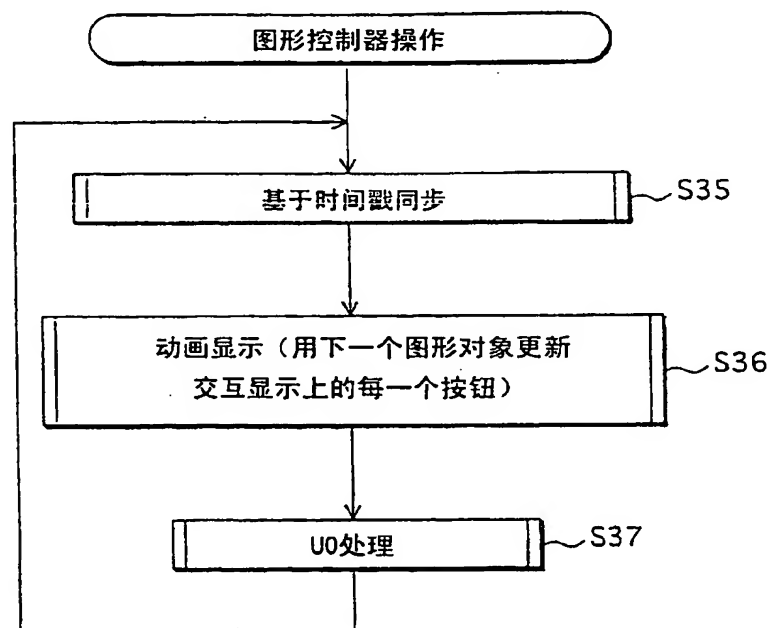 图形控制器操作
基于时间戳同步
S35
动画显示（用下一个图形对象更新
交互显示上的每一个按钮）
S36
UO处理
S37